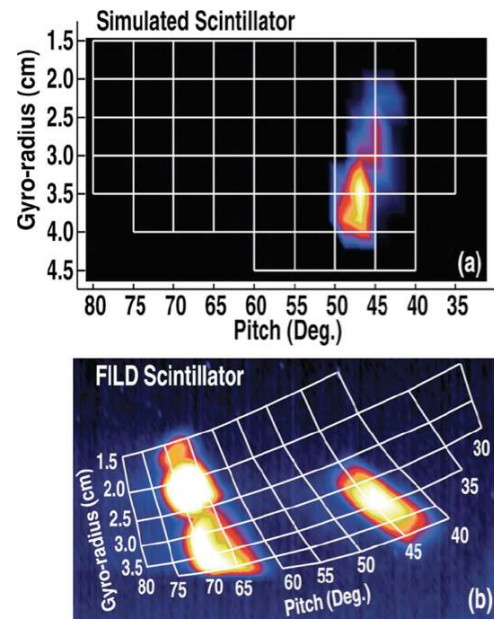 Simulated Scintillator
Gyro-radius (cm)
1.5
2.0
2.5
3.0
3.5
4.0
4.5
(a)
80 75 70 65 60 55 50 45 40 35
Pitch (Deg.)
FILD Scintillator
Gyro-radius (cm)
1.5
2.0
2.5
3.0
3.5
80 75 70 65 60 55 50 45 40 35 30
Pitch (Deg.)
(b)